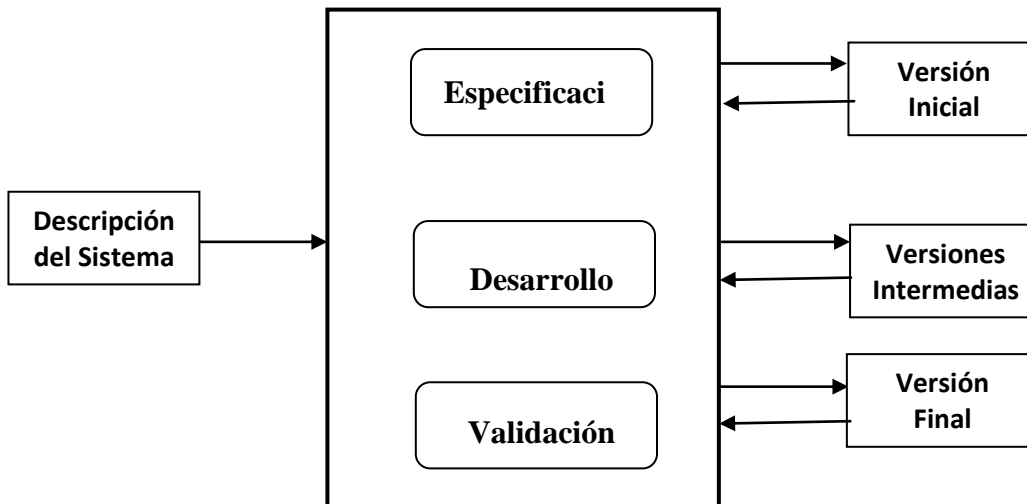 Especificaci
Versión
Inicial
Descripción
del Sistema
Desarrollo
Versiones
Intermedias
Validación
Versión
Final